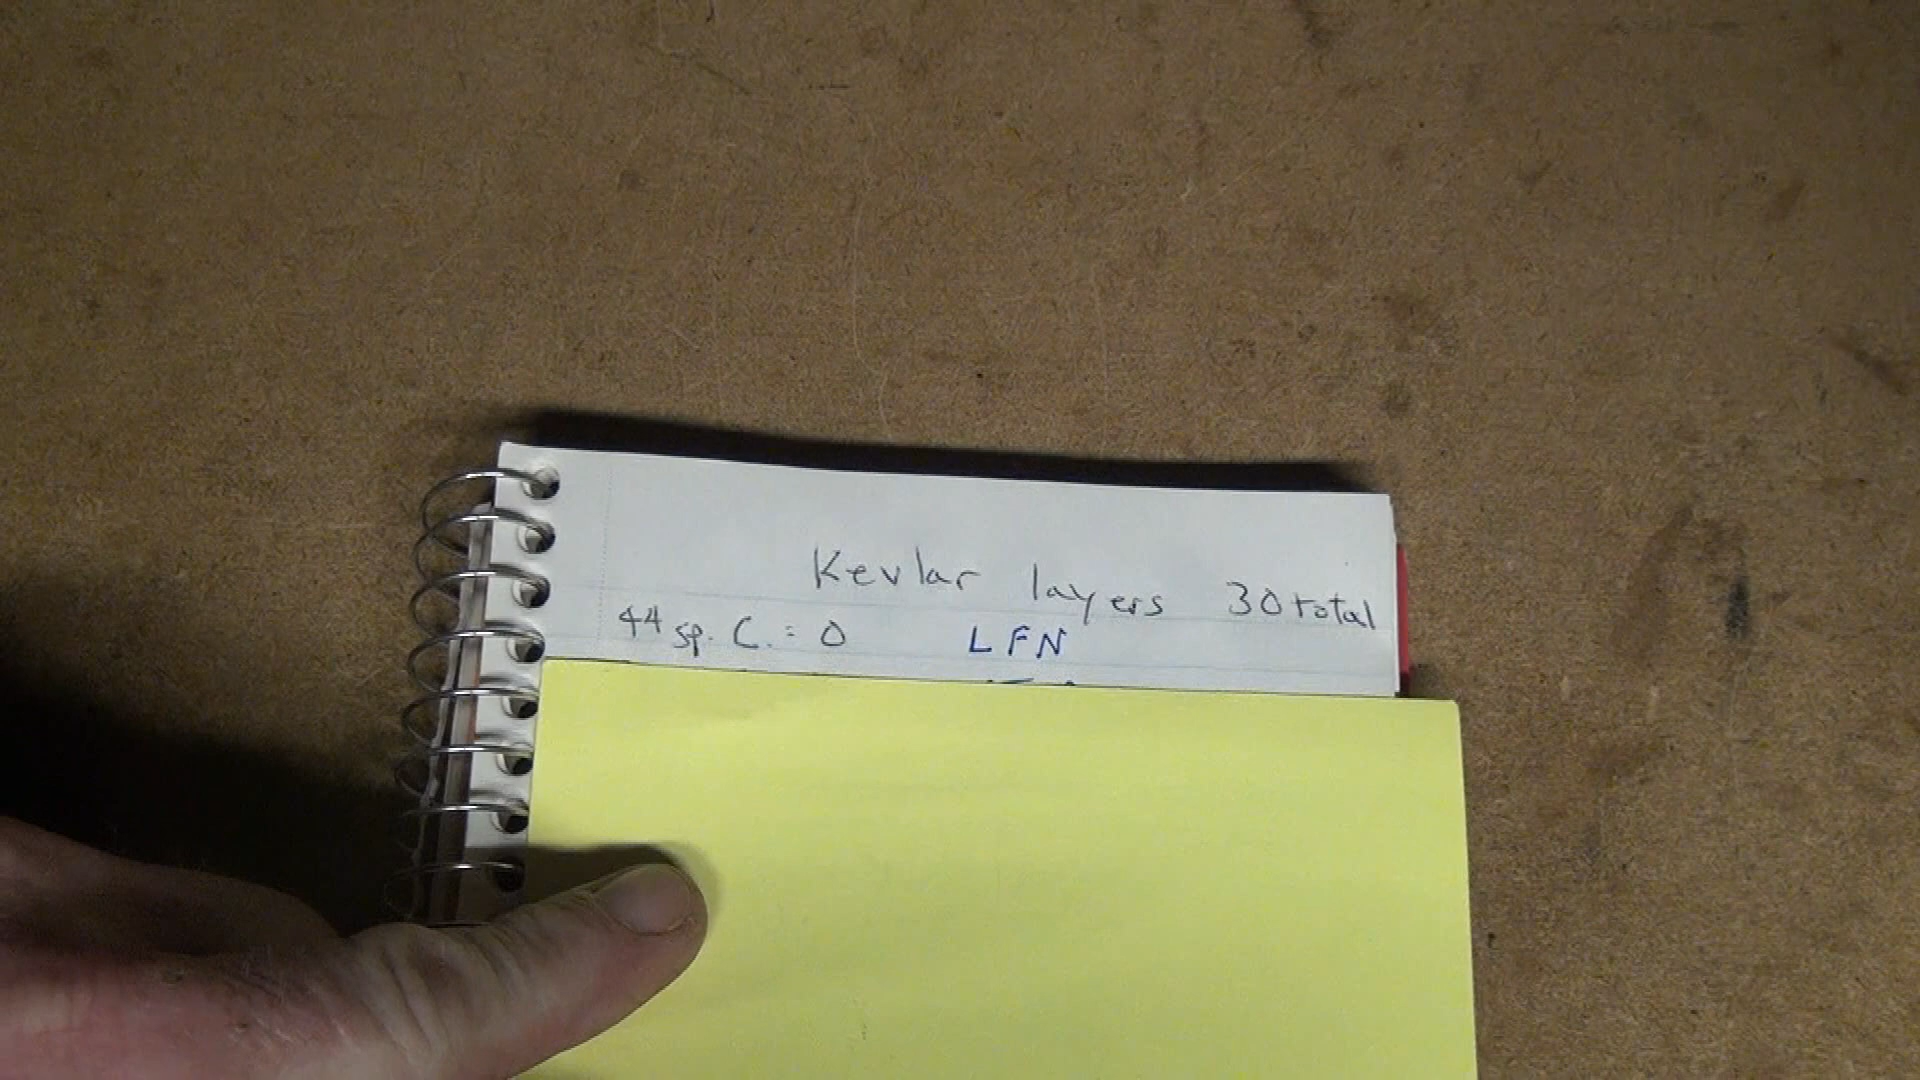 Kevlar layers 30 total
44 sp. C. = 0 LFN